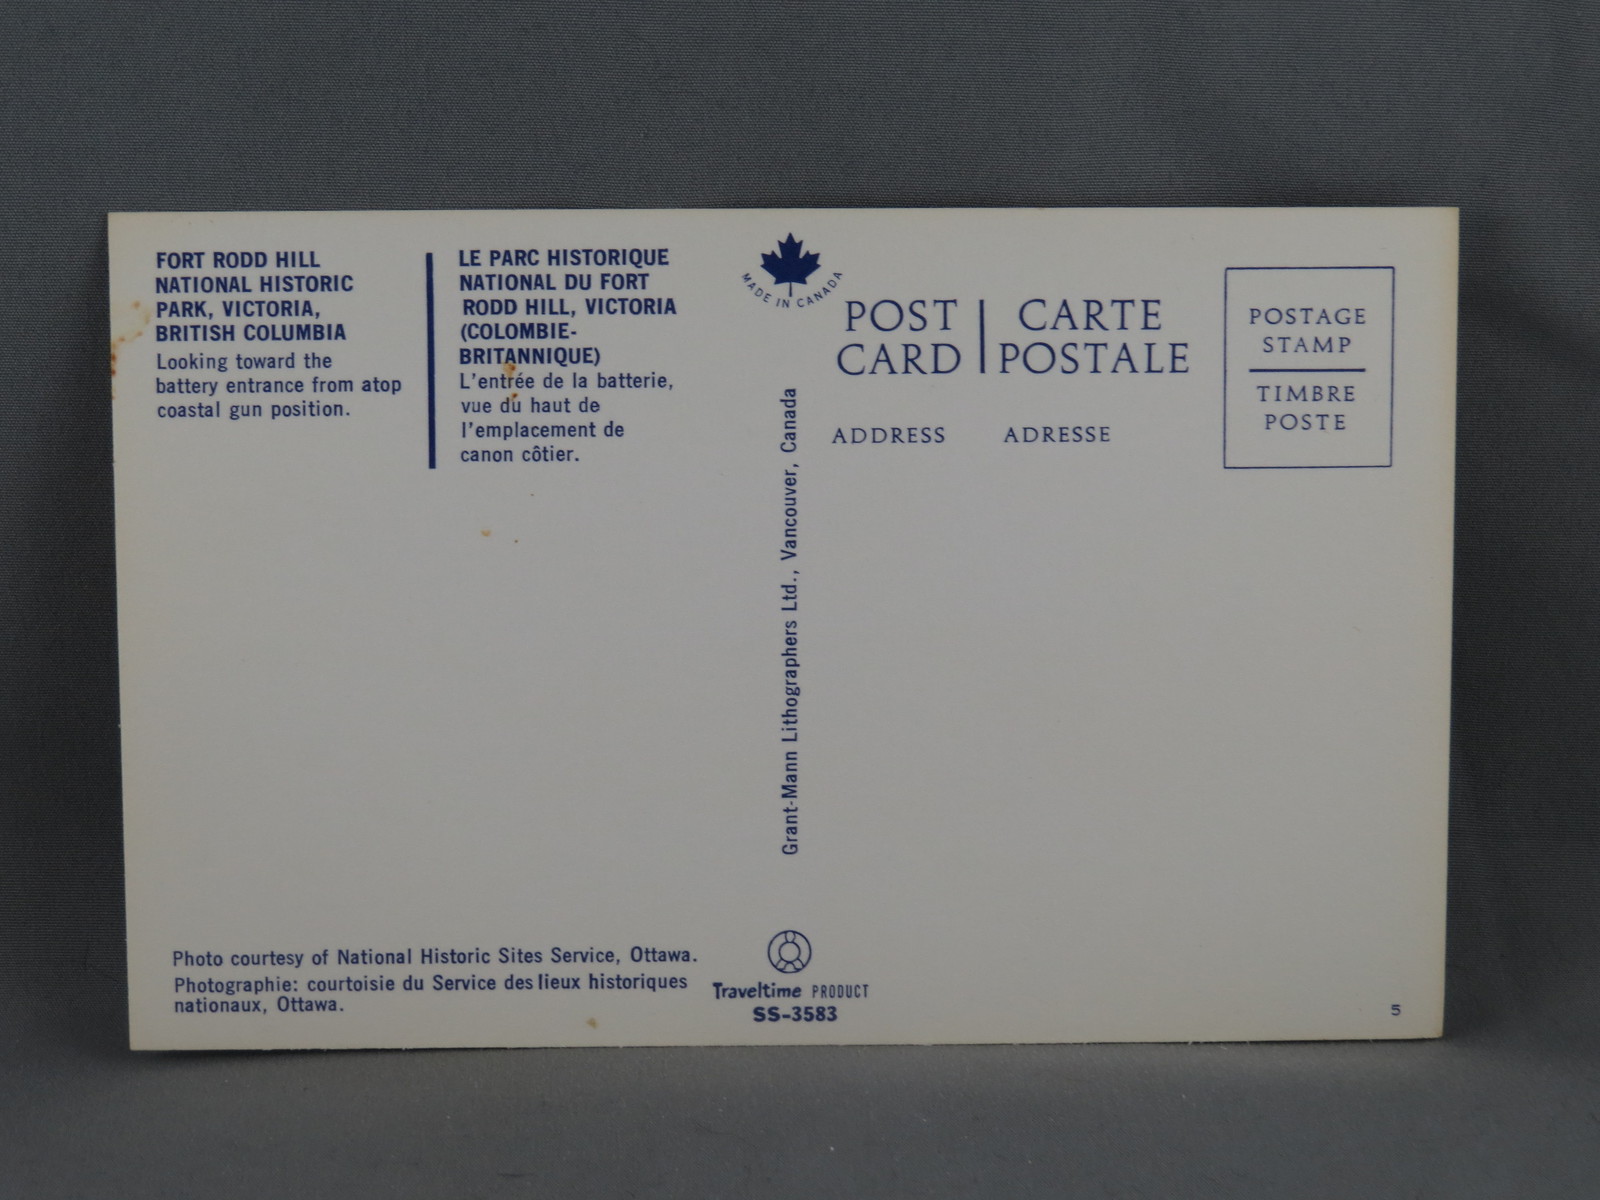 FORT RODD HILL
NATIONAL HISTORIC
PARK, VICTORIA,
BRITISH COLUMBIA
Looking toward the
battery entrance from atop
coastal gun position.
LE PARC HISTORIQUE
NATIONAL DU FORT
RODD HILL, VICTORIA
(COLOMBIE-
BRITANNIQUE)
L'entrée de la batterie,
vue du haut de
l'emplacement de
canon côtier.
MADE IN CANADA
POST
CARD
CARTE
POSTALE
ADDRESS
ADRESSE
POSTAGE
STAMP
TIMBRE
POSTE
Grant-Mann Lithographers Ltd., Vancouver, Canada
Photo courtesy of National Historic Sites Service, Ottawa.
Photographie: courtoisie du Service des lieux historiques
nationaux, Ottawa.
Traveltime PRODUCT
SS-3583
5